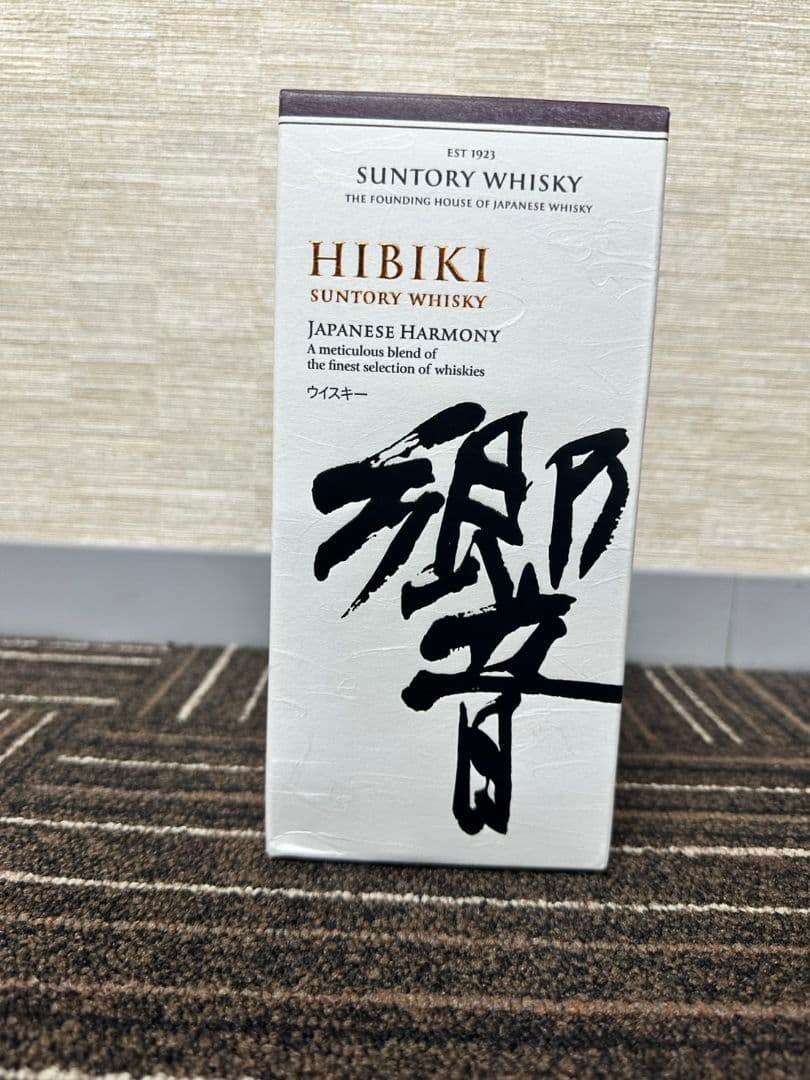 EST 1923
SUNTORY WHISKY
THE FOUNDING HOUSE OF JAPANESE WHISKY
HIBIKI
SUNTORY WHISKY
JAPANESE HARMONY
A meticulous blend of
the finest selection of whiskies
ウイスキー
響